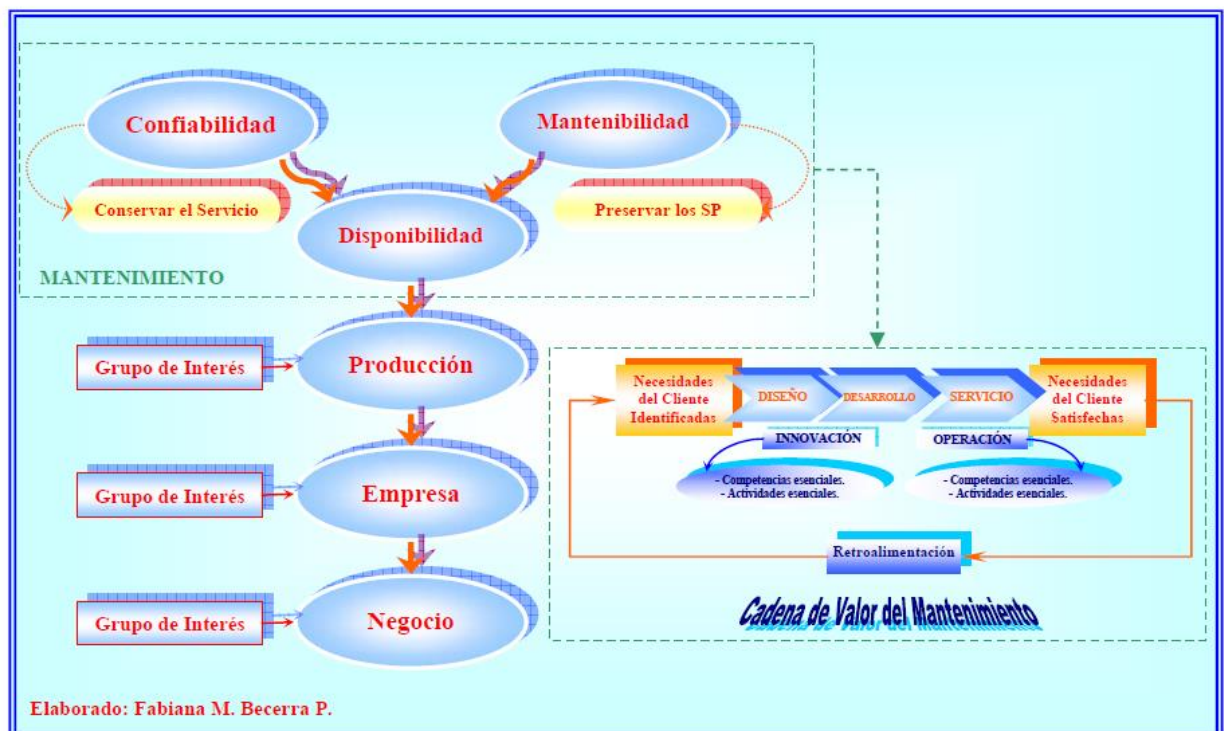 Confiabilidad
Mantenibilidad
Conservar el Servicio
Preservar los SP
Disponibilidad
MANTENIMIENTO
Grupo de Interés
Producción
Grupo de Interés
Empresa
Grupo de Interés
Negocio
Necesidades
del Cliente
Identificadas
DISEÑO
DESARROLLO
SERVICIO
Necesidades
del Cliente
Satisfechas
INNOVACIÓN
OPERACIÓN
- Competencias esenciales.
- Actividades esenciales.
- Competencias esenciales.
- Actividades esenciales.
Retroalimentación
Cadena de Valor del Mantenimiento
Elaborado: Fabiana M. Becerra P.